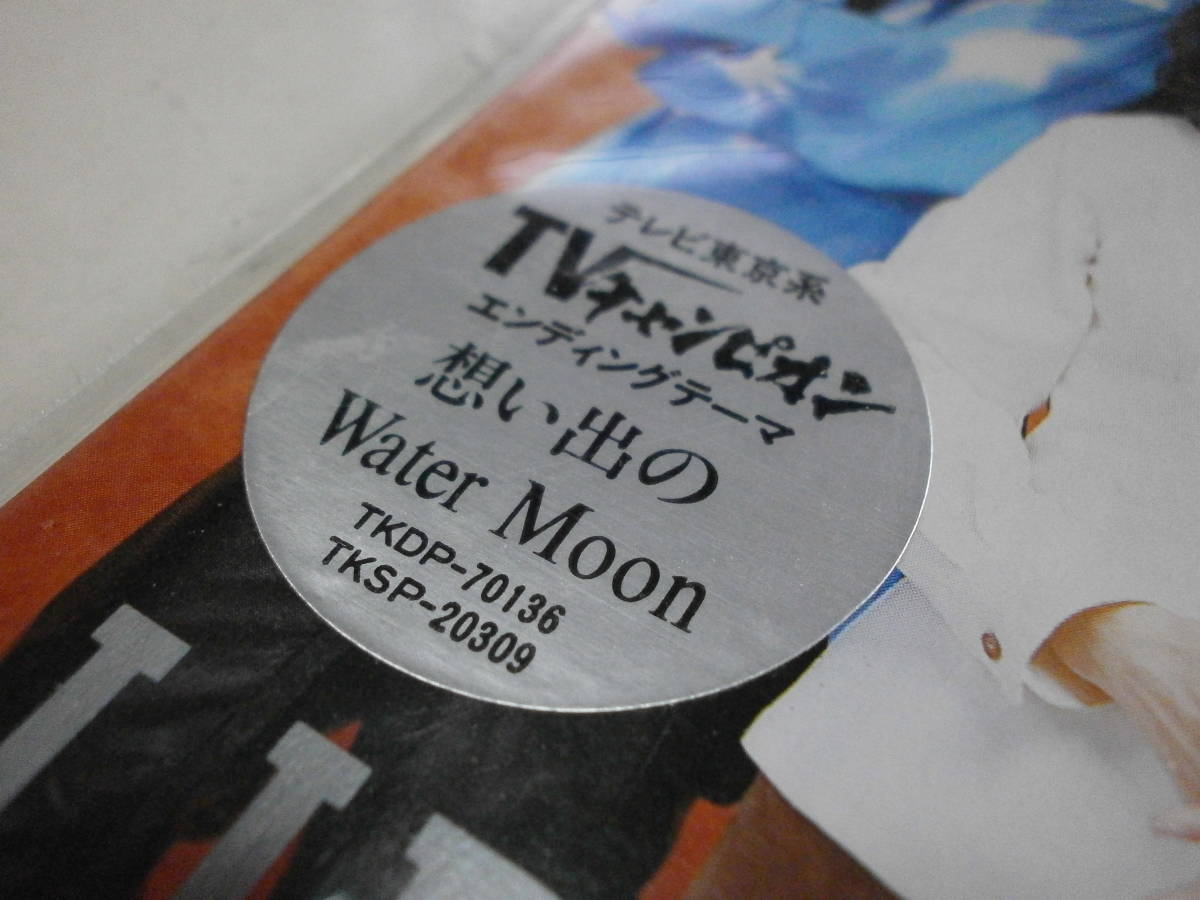 テレビ東京系
TVチャンピオン
エンディングテーマ
想い出の
Water Moon
TKDP-70136
TKSP-20309